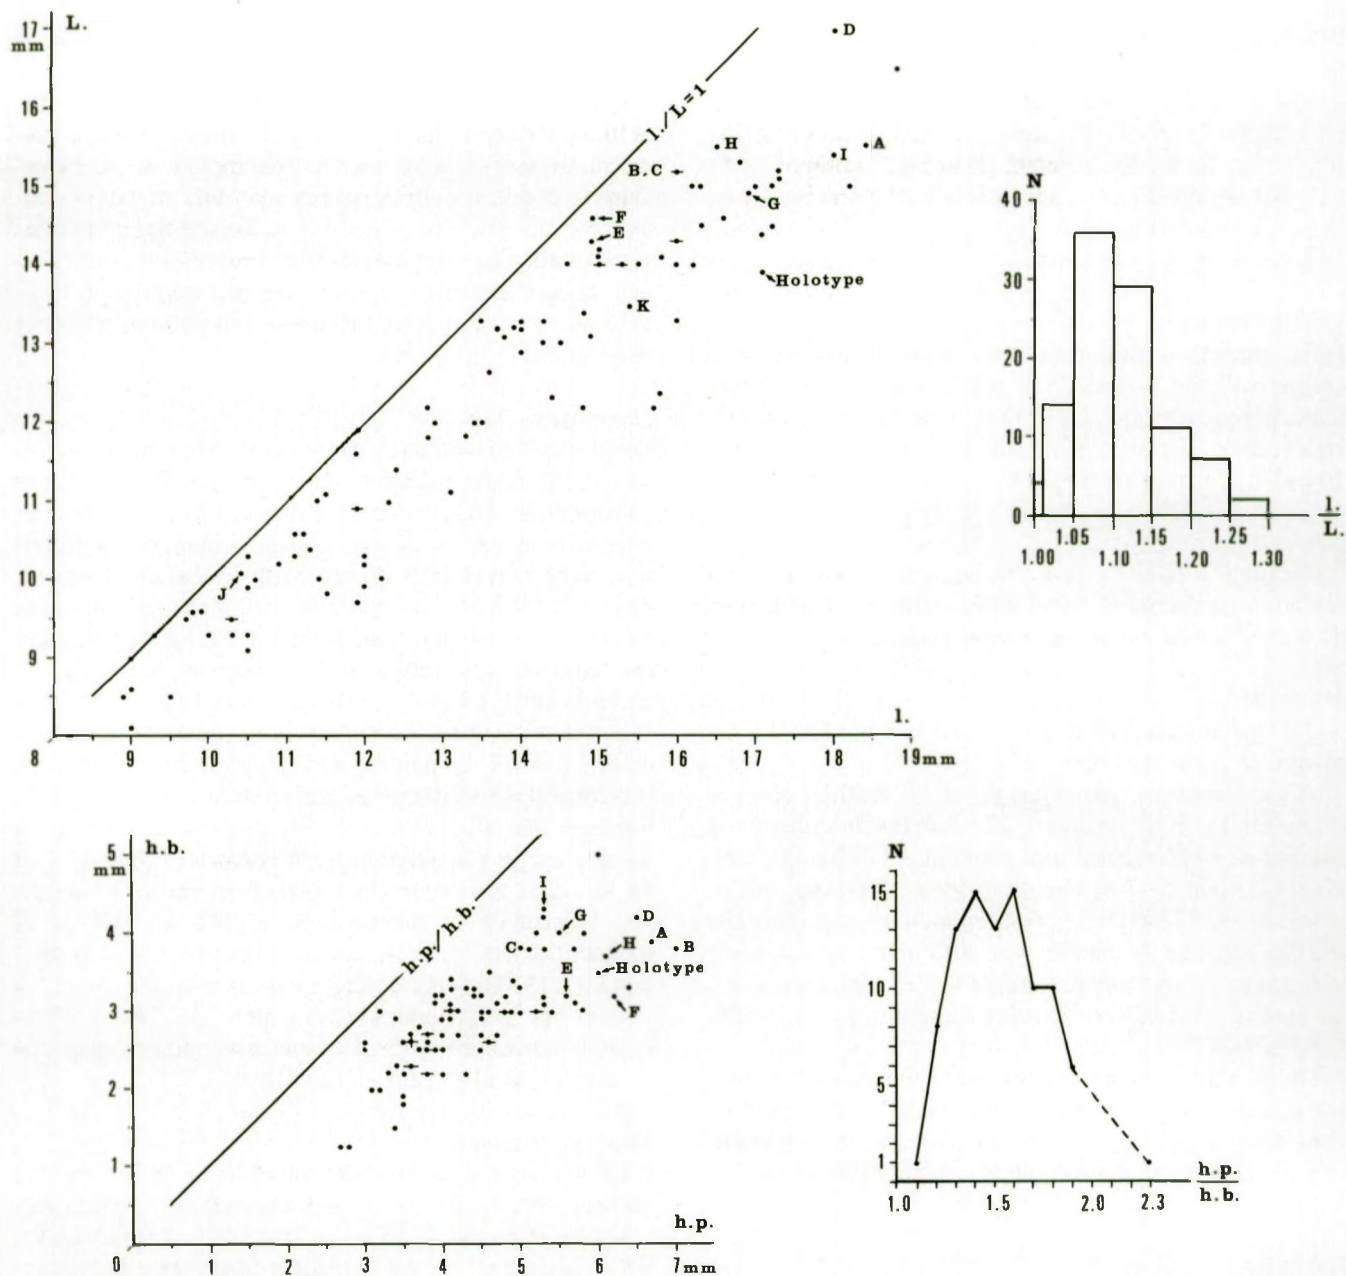 17
mm
L.
16
15
14
13
12
11
10
9
l./L=1
D
H
A
I
B.C
G
F
E
Holotype
K
J
l.
8 9 10 11 12 13 14 15 16 17 18 19mm
N
40
30
20
10
0
1.00 1.05 1.10 1.15 1.20 1.25 1.30
l.
L.
5
mm
h.b.
4
3
2
1
h.p./h.b.
I
G
D
A
C
H
B
E
Holotype
F
h.p.
0 1 2 3 4 5 6 7mm
N
15
10
5
1
1.0 1.5 2.0 2.3
h.p.
h.b.